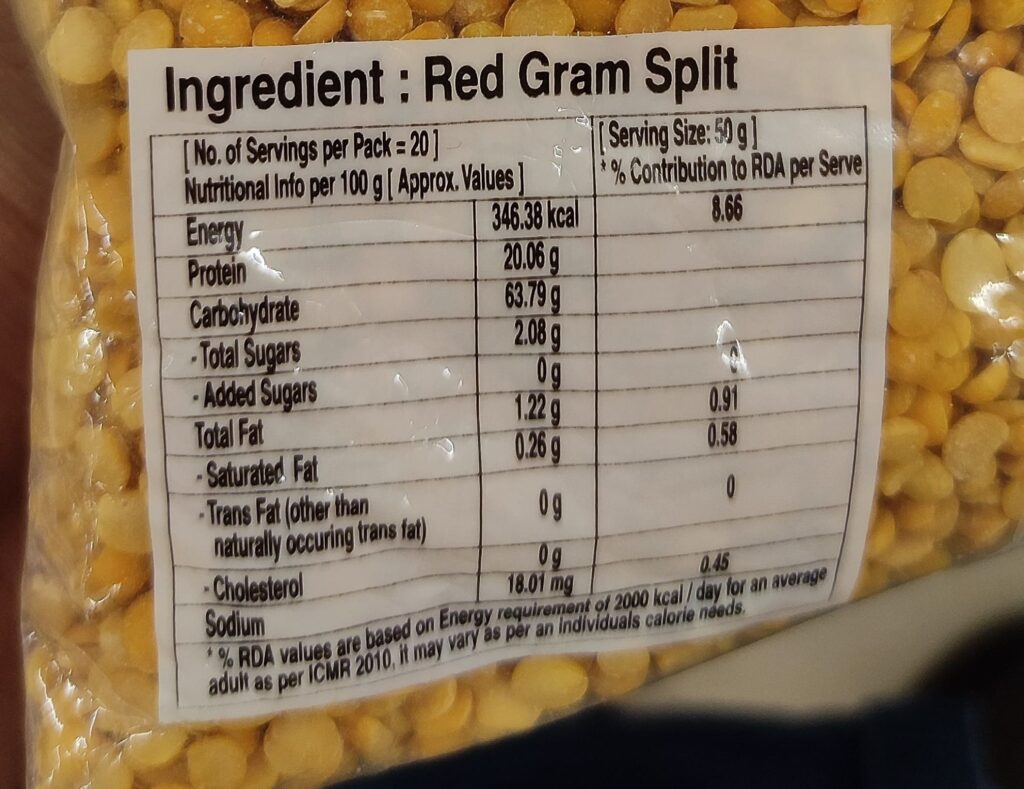 Ingredient : Red Gram Split
[ No. of Servings per Pack = 20 ]
Nutritional Info per 100 g [ Approx. Values ]
[ Serving Size: 50 g ]
* % Contribution to RDA per Serve
Energy 346.38 kcal 8.66
Protein 20.06 g
Carbohydrate 63.79 g
- Total Sugars 2.08 g
- Added Sugars 0 g 0
Total Fat 1.22 g 0.91
- Saturated Fat 0.26 g 0.58
- Trans Fat (other than
naturally occuring trans fat) 0 g 0
- Cholesterol 0 g
Sodium 18.01 mg 0.45
* % RDA values are based on Energy requirement of 2000 kcal / day for an average
adult as per ICMR 2010, it may vary as per an individuals calorie needs.